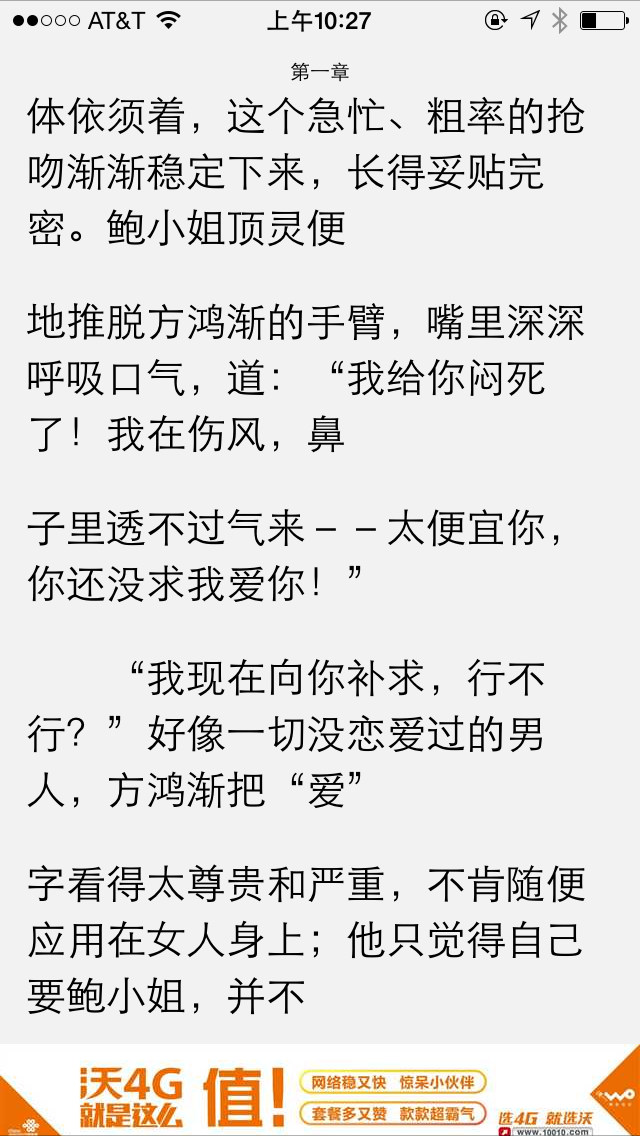 AT&T 上午10:27
第一章
体依须着，这个急忙、粗率的抢
吻渐渐稳定下来，长得妥贴完
密。鲍小姐顶灵便
地推脱方鸿渐的手臂，嘴里深深
呼吸口气，道：“我给你闷死
了！我在伤风，鼻
子里透不过气来－－太便宜你，
你还没求我爱你！”
“我现在向你补求，行不
行？”好像一切没恋爱过的男
人，方鸿渐把“爱”
字看得太尊贵和严重，不肯随便
应用在女人身上；他只觉得自己
要鲍小姐，并不
沃4G
就是这么
值！
网络稳又快 惊呆小伙伴
套餐多又赞 款款超霸气
选4G 就选沃
www.10010.com
WO